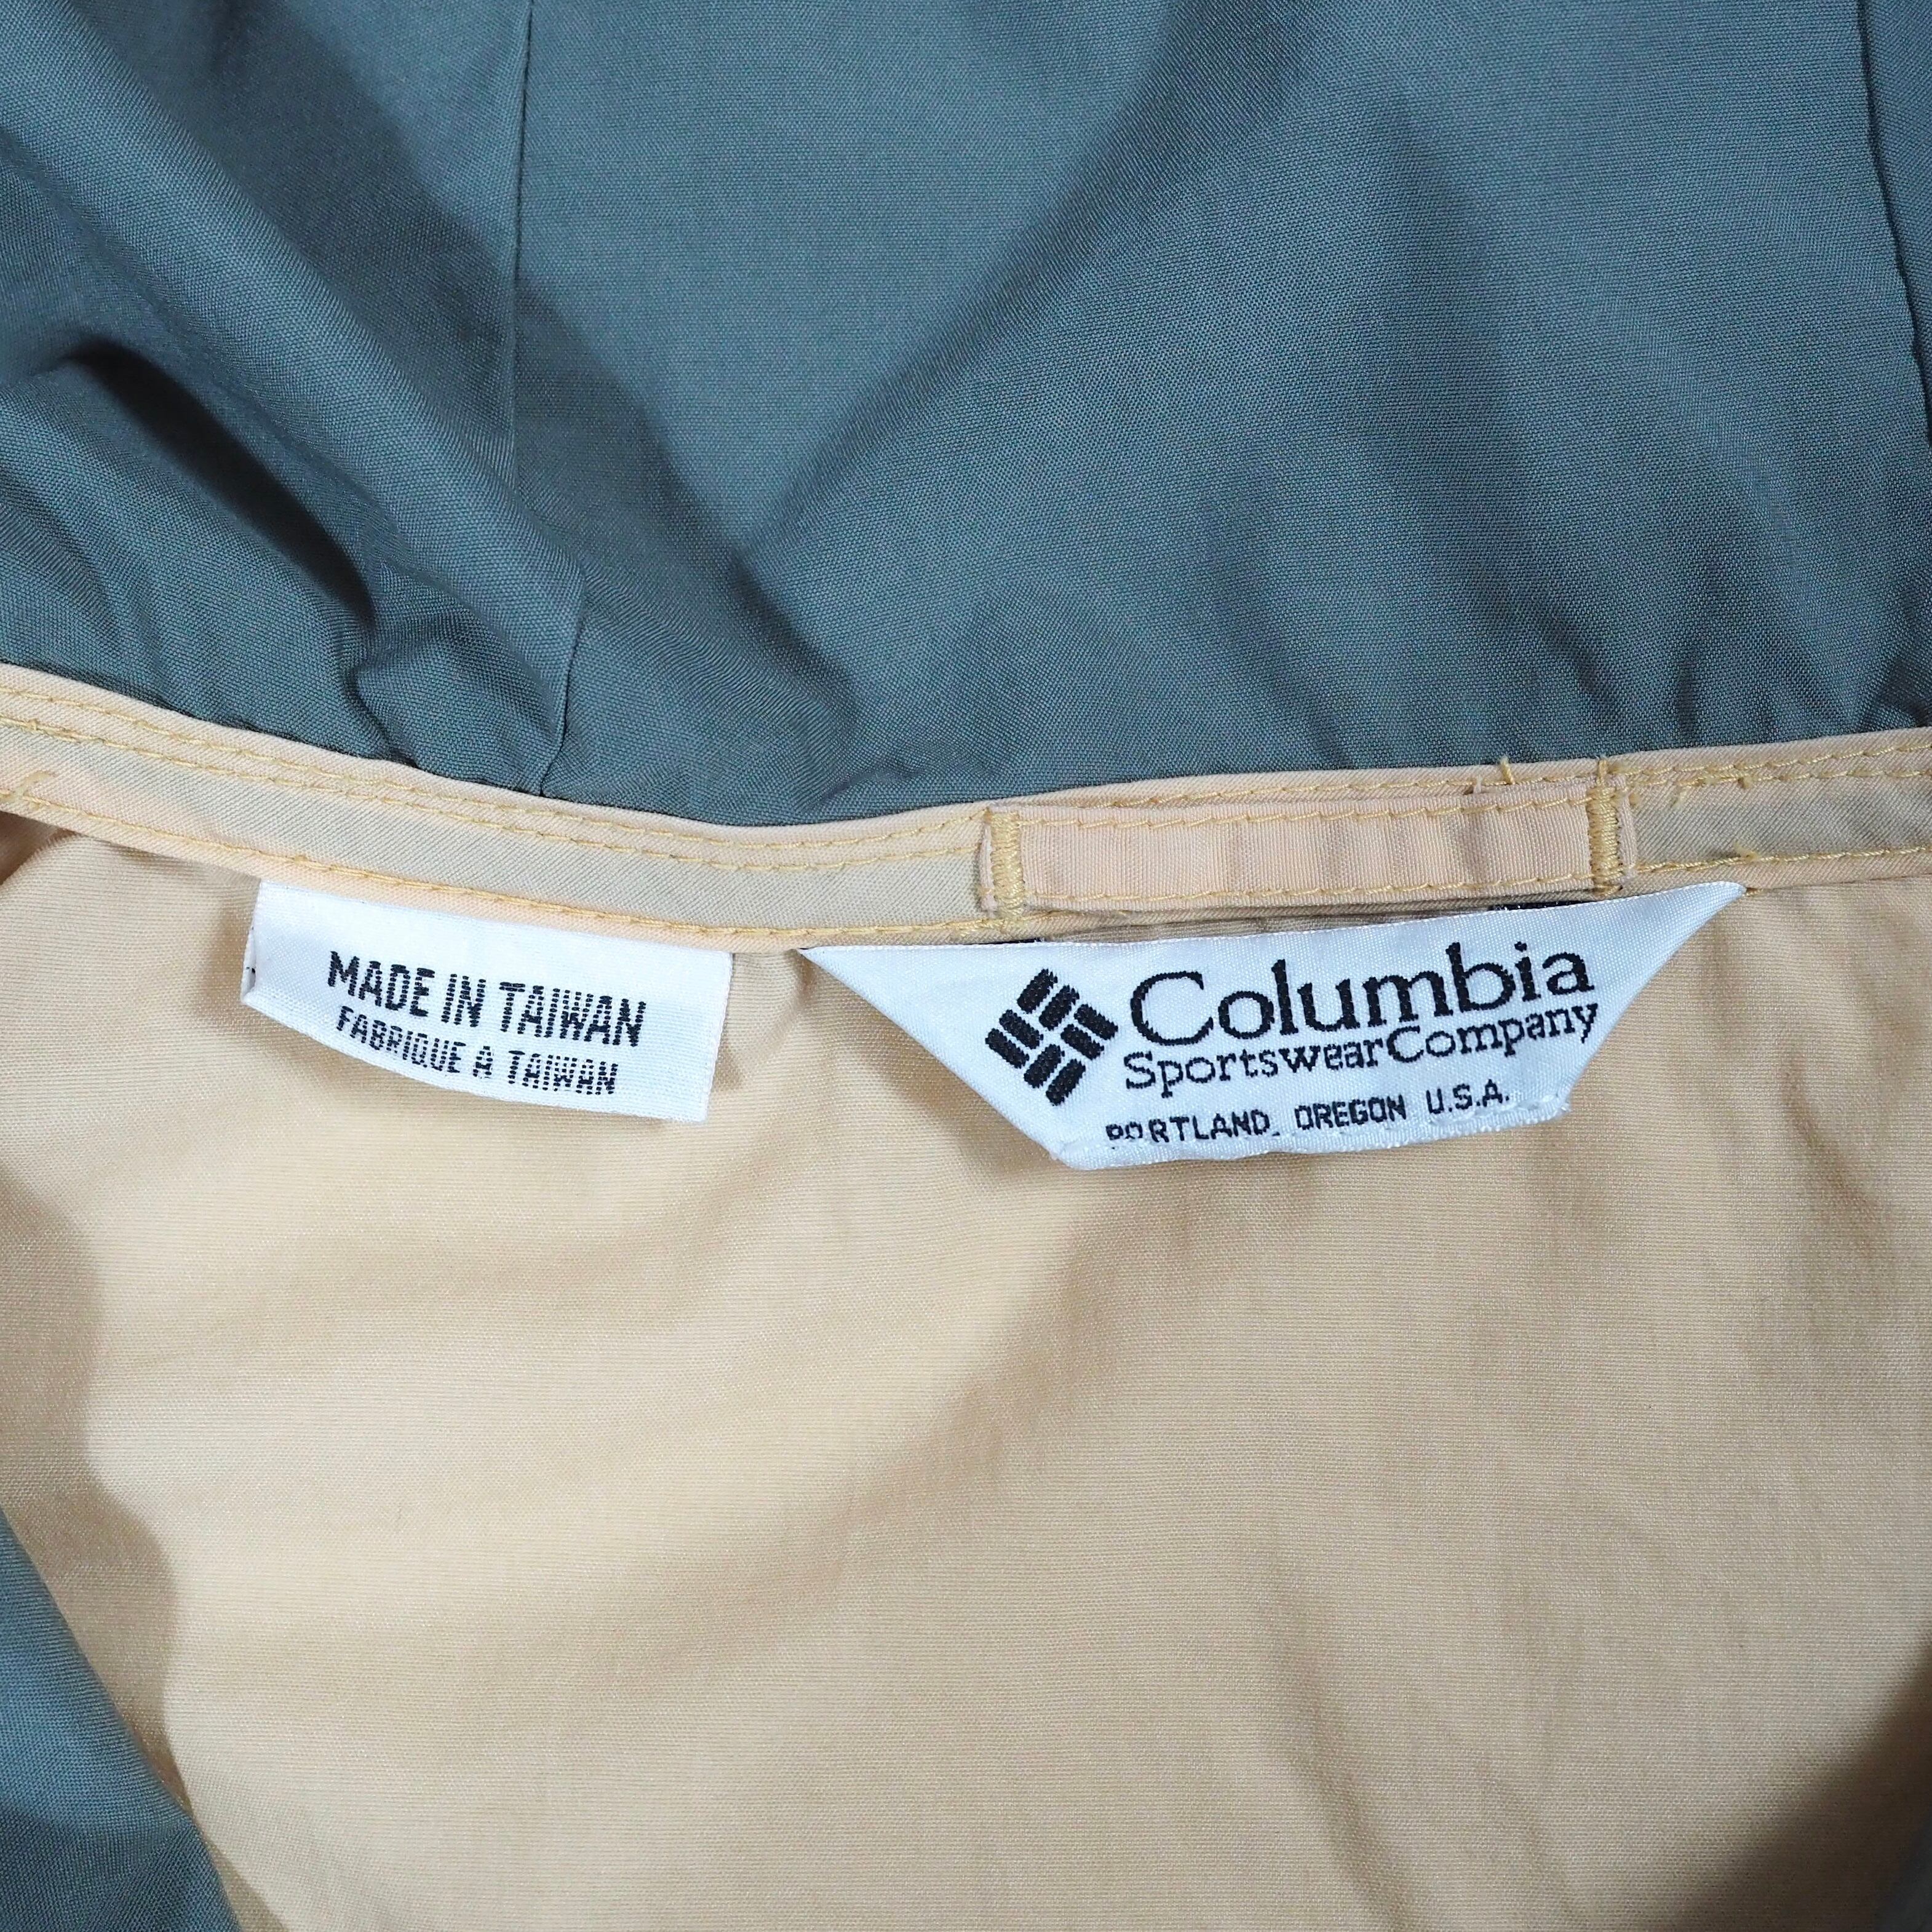 MADE IN TAIWAN
FABRIQUE A TAIWAN
Columbia
SportswearCompany
PORTLAND, OREGON U.S.A.